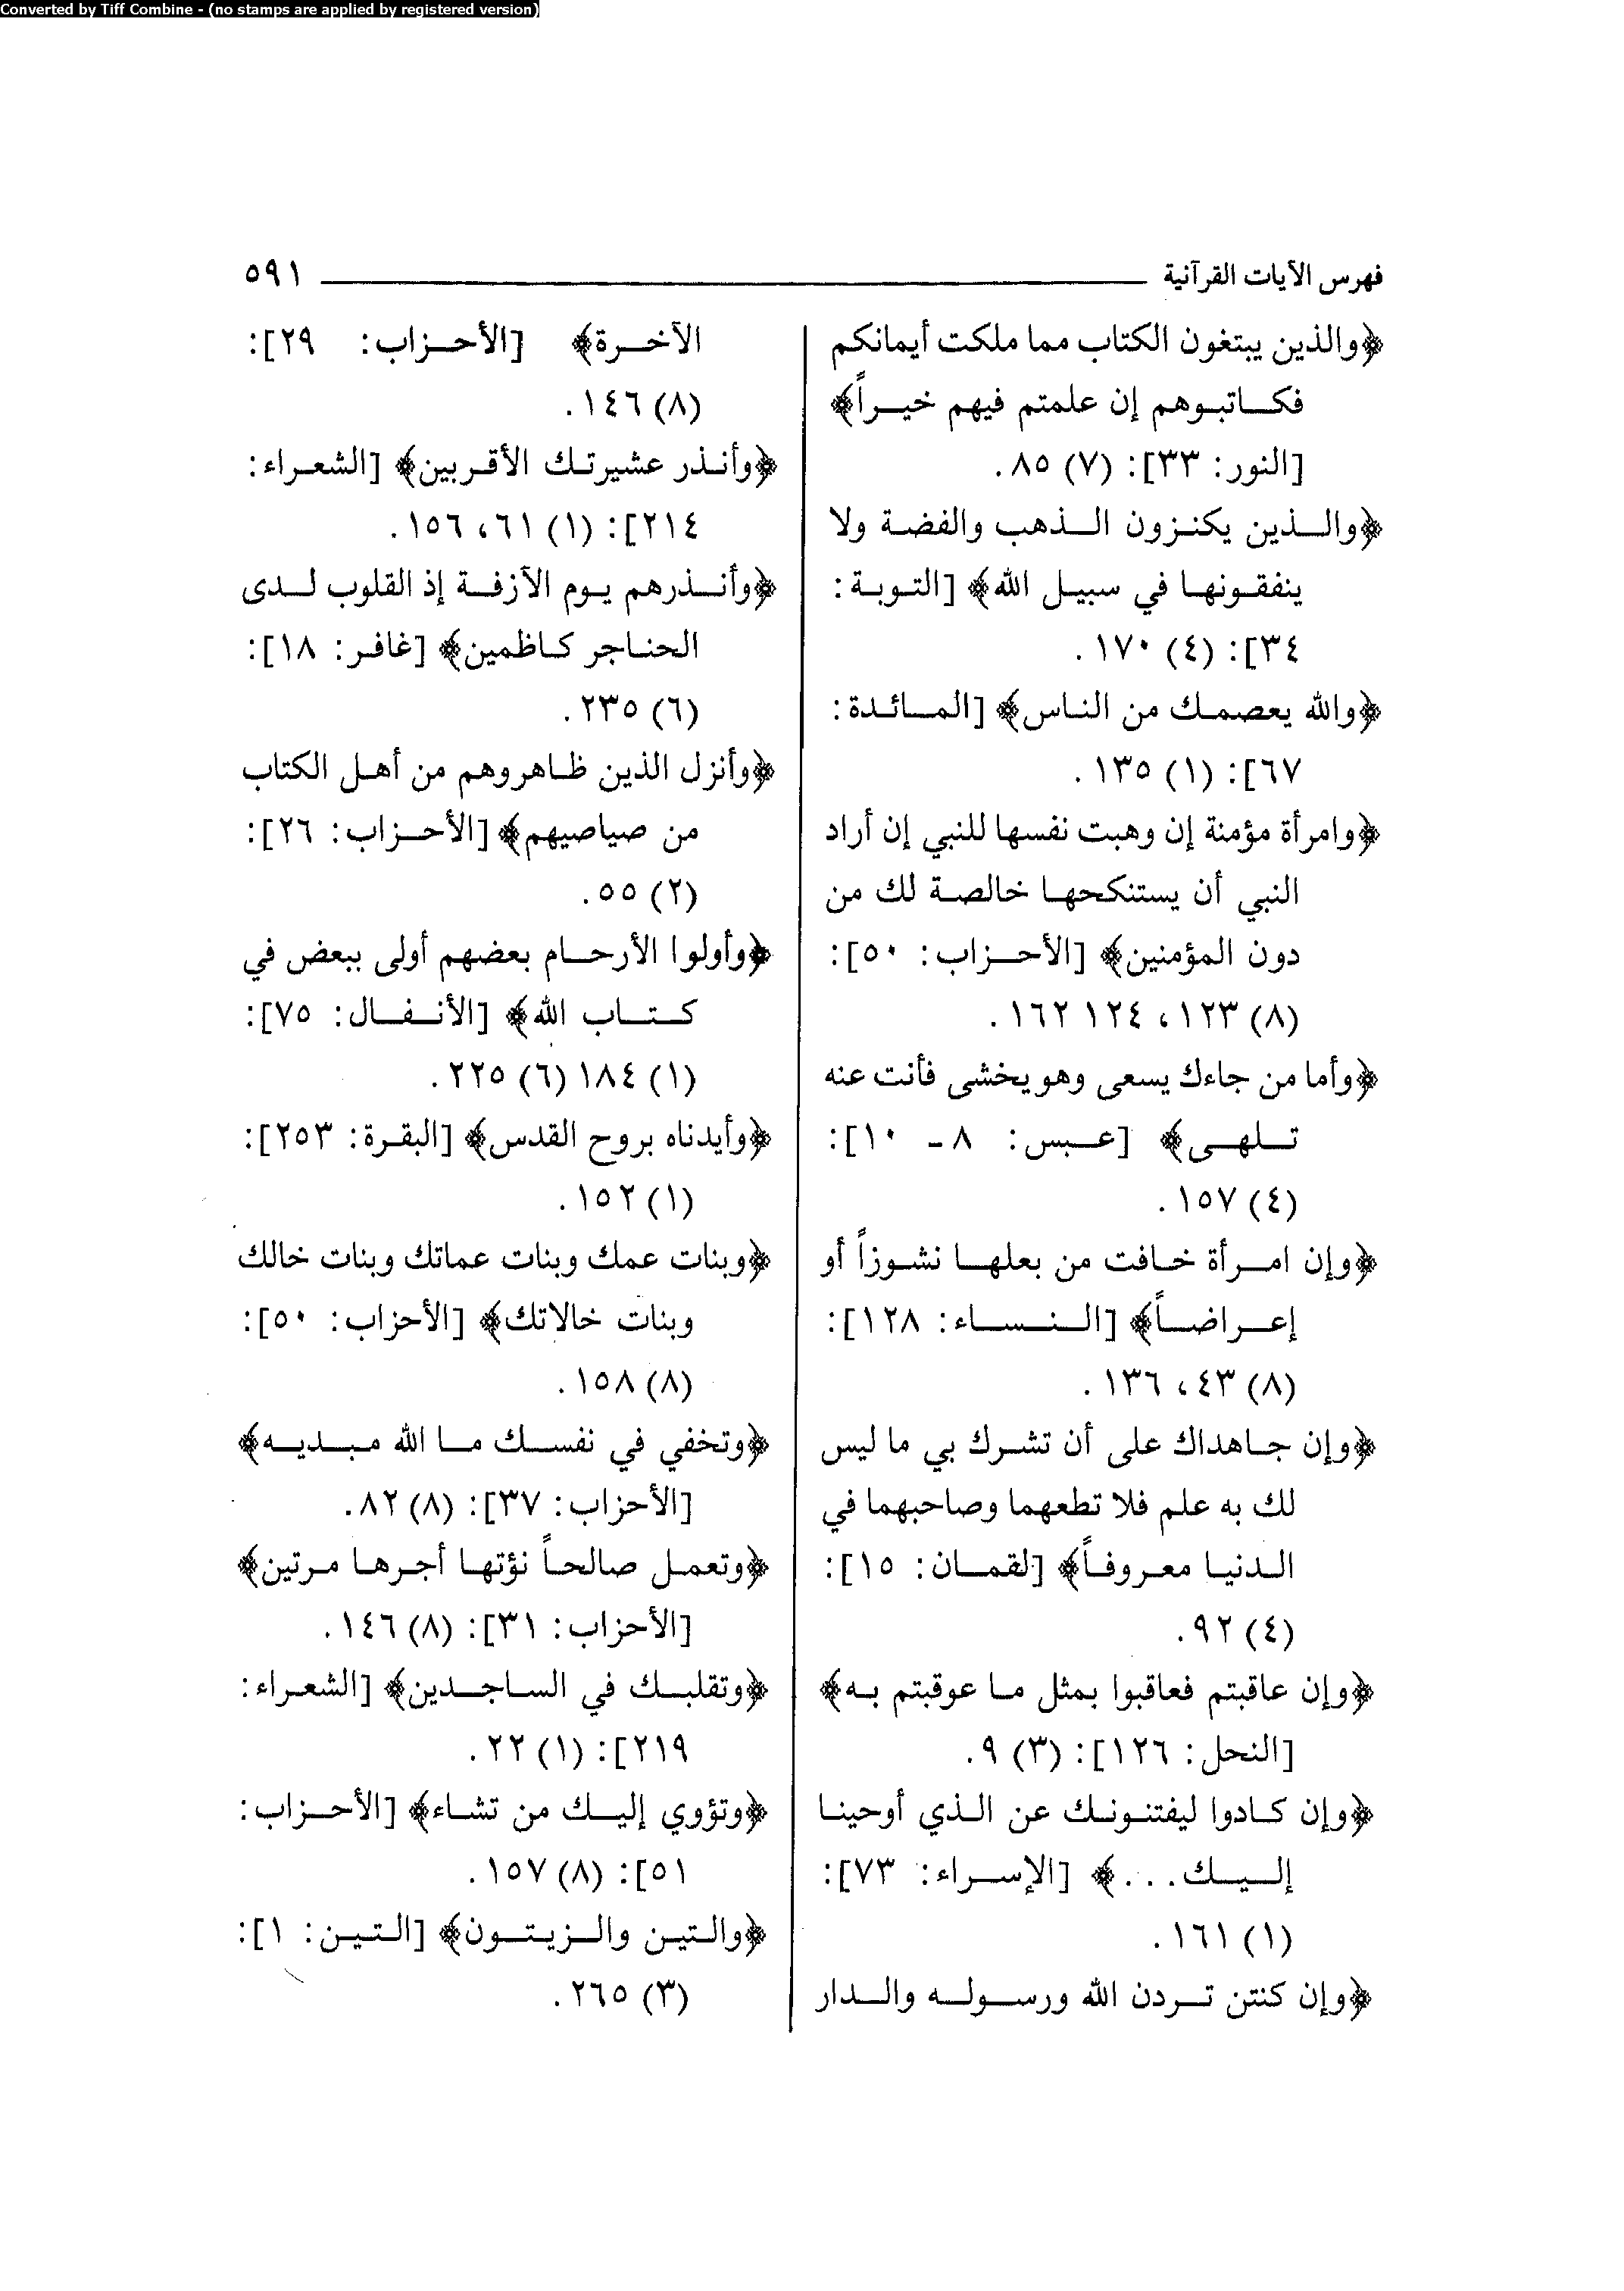 Converted by Tiff Combine - (no stamps are applied by registered version)
فهرس الآيات القرآنية ٥٩١
﴿والذين يبتغون الكتاب مما ملكت أيمانكم
فكاتبوهم إن علمتم فيهم خيراً﴾
[النور: ٣٣]: (٧) ٨٥.
﴿والذين يكنزون الذهب والفضة ولا
ينفقونها في سبيل الله﴾ [التوبة:
٣٤]: (٤) ١٧٠.
﴿والله يعصمك من الناس﴾ [المائدة:
٦٧]: (١) ١٣٥.
﴿وامرأة مؤمنة إن وهبت نفسها للنبي إن أراد
النبي أن يستنكحها خالصة لك من
دون المؤمنين﴾ [الأحزاب: ٥٠]:
(٨) ١٢٣، ١٢٤ ١٦٢.
﴿وأما من جاءك يسعى وهو يخشى فأنت عنه
تلهى﴾ [عبس: ٨ - ١٠]:
(٤) ١٥٧.
﴿وإن امرأة خافت من بعلها نشوزاً أو
إعراضاً﴾ [النساء: ١٢٨]:
(٨) ٤٣، ١٣٦.
﴿وإن جاهداك على أن تشرك بي ما ليس
لك به علم فلا تطعهما وصاحبهما في
الدنيا معروفاً﴾ [لقمان: ١٥]:
(٤) ٩٢.
﴿وإن عاقبتم فعاقبوا بمثل ما عوقبتم به﴾
[النحل: ١٢٦]: (٣) ٩.
﴿وإن كادوا ليفتنونك عن الذي أوحينا
إليك...﴾ [الإسراء: ٧٣]:
(١) ١٦١.
﴿وإن كنتن تردن الله ورسوله والدار
الآخرة﴾ [الأحزاب: ٢٩]:
(٨) ١٤٦.
﴿وأنذر عشيرتك الأقربين﴾ [الشعراء:
٢١٤]: (١) ٦١، ١٥٦.
﴿وأنذرهم يوم الآزفة إذ القلوب لدى
الحناجر كاظمين﴾ [غافر: ١٨]:
(٦) ٢٣٥.
﴿وأنزل الذين ظاهروهم من أهل الكتاب
من صياصيهم﴾ [الأحزاب: ٢٦]:
(٢) ٥٥.
﴿وأولوا الأرحام بعضهم أولى ببعض في
كتاب الله﴾ [الأنفال: ٧٥]:
(١) ١٨٤ (٦) ٢٢٥.
﴿وأيدناه بروح القدس﴾ [البقرة: ٢٥٣]:
(١) ١٥٢.
﴿وبنات عمك وبنات عماتك وبنات خالك
وبنات خالاتك﴾ [الأحزاب: ٥٠]:
(٨) ١٥٨.
﴿وتخفي في نفسك ما الله مبديه﴾
[الأحزاب: ٣٧]: (٨) ٨٢.
﴿وتعمل صالحاً نؤتها أجرها مرتين﴾
[الأحزاب: ٣١]: (٨) ١٤٦.
﴿وتقلبك في الساجدين﴾ [الشعراء:
٢١٩]: (١) ٢٢.
﴿وتؤوي إليك من تشاء﴾ [الأحزاب:
٥١]: (٨) ١٥٧.
﴿والتين والزيتون﴾ [التين: ١]:
(٣) ٢٦٥.